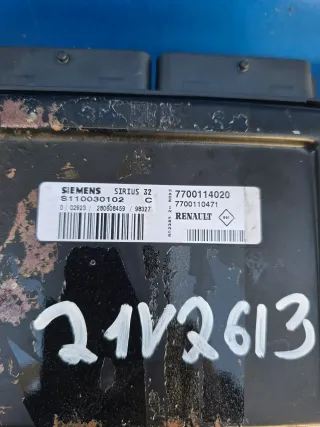 SIEMENS SIRIUS 32
S110030102 C
7700114020
7700110471
RENAULT
21V2613